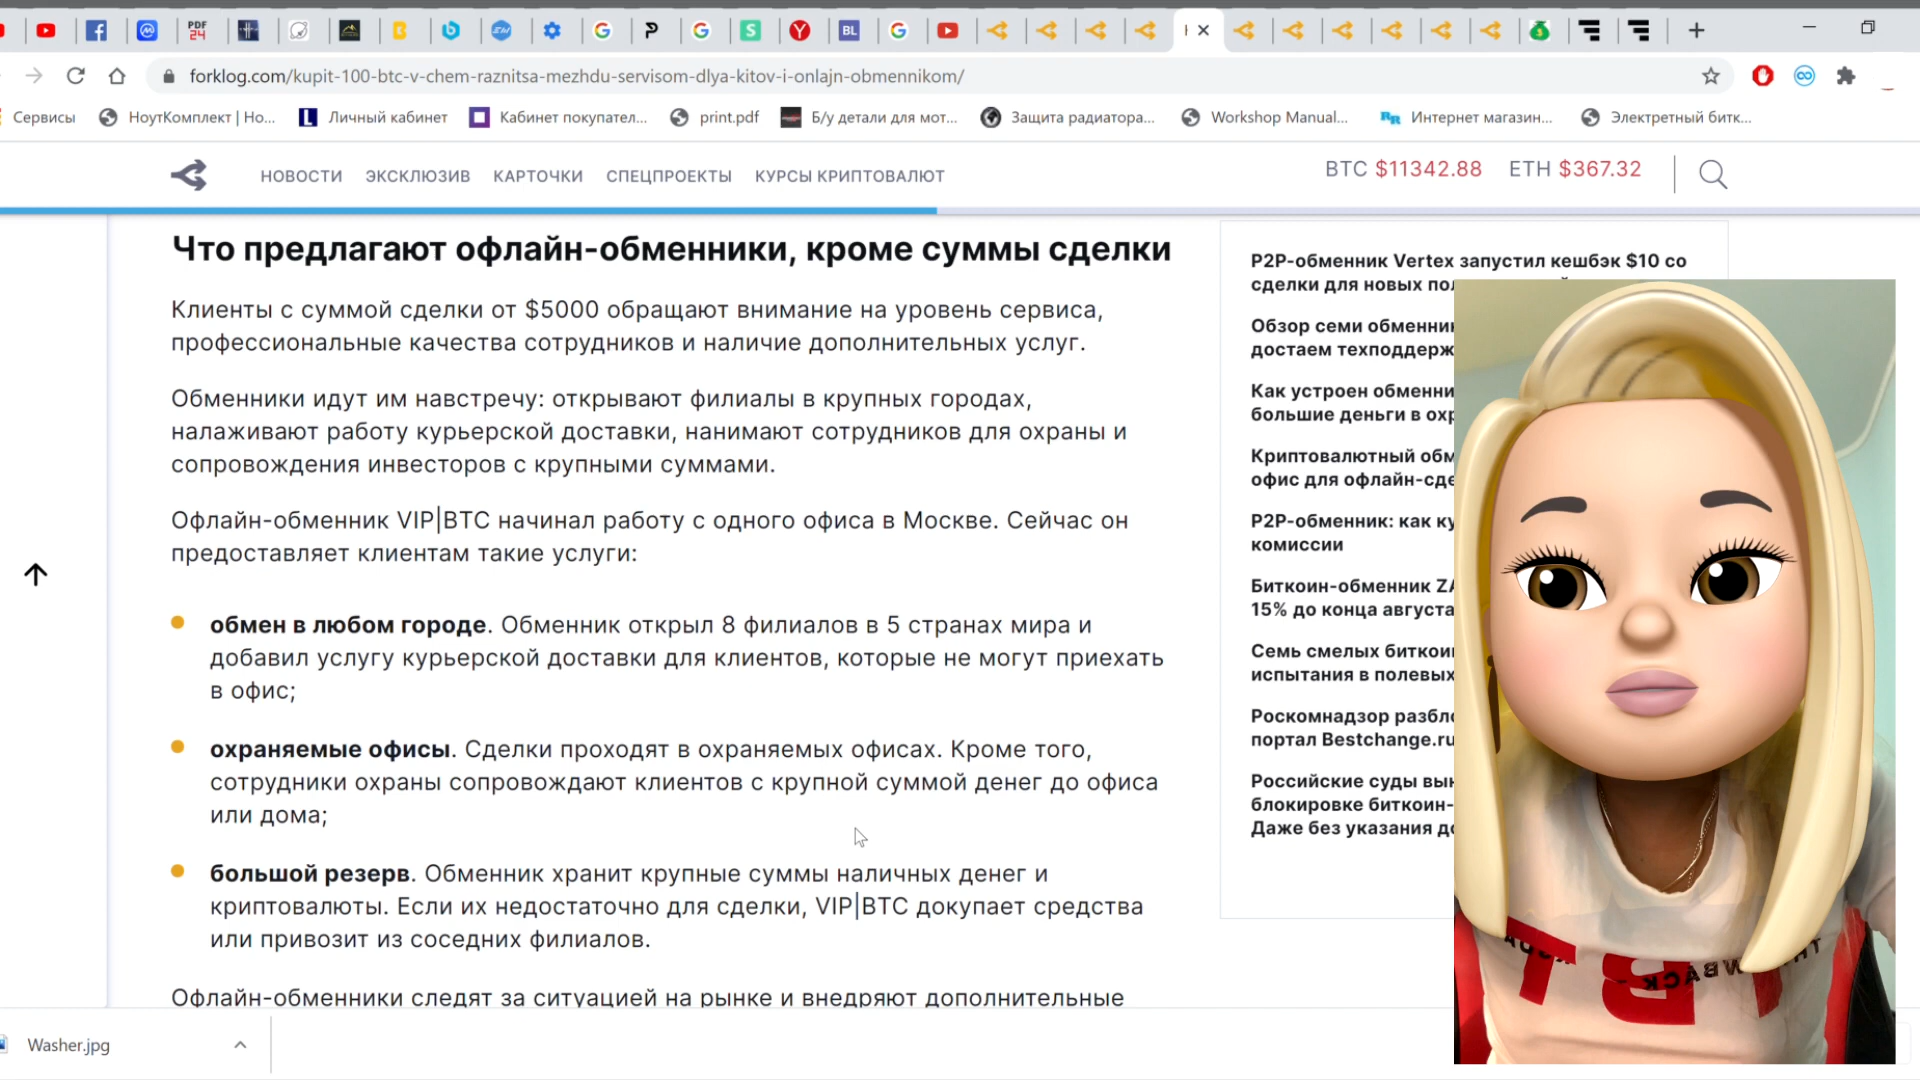 forklog.com/kupit-100-btc-v-chem-raznitsa-mezhdu-servisom-dlya-kitov-i-onlajn-obmennikom/
Сервисы
НоутКомплект | Но...
Личный кабинет
Кабинет покупател...
print.pdf
Б/у детали для мот...
Защита радиатора...
Workshop Manual...
Интернет магазин...
Электретный битк...
НОВОСТИ ЭКСКЛЮЗИВ КАРТОЧКИ СПЕЦПРОЕКТЫ КУРСЫ КРИПТОВАЛЮТ
BTC $11342.88 ETH $367.32
Что предлагают офлайн-обменники, кроме суммы сделки
Клиенты с суммой сделки от $5000 обращают внимание на уровень сервиса,
профессиональные качества сотрудников и наличие дополнительных услуг.
Обменники идут им навстречу: открывают филиалы в крупных городах,
налаживают работу курьерской доставки, нанимают сотрудников для охраны и
сопровождения инвесторов с крупными суммами.
Офлайн-обменник VIP|BTC начинал работу с одного офиса в Москве. Сейчас он
предоставляет клиентам такие услуги:
обмен в любом городе. Обменник открыл 8 филиалов в 5 странах мира и
добавил услугу курьерской доставки для клиентов, которые не могут приехать
в офис;
охраняемые офисы. Сделки проходят в охраняемых офисах. Кроме того,
сотрудники охраны сопровождают клиентов с крупной суммой денег до офиса
или дома;
большой резерв. Обменник хранит крупные суммы наличных денег и
криптовалюты. Если их недостаточно для сделки, VIP|BTC докупает средства
или привозит из соседних филиалов.
Офлайн-обменники следят за ситуацией на рынке и внедряют дополнительные
P2P-обменник Vertex запустил кешбэк $10 со
сделки для новых
Обзор семи
достаем
Как устроен
большие деньги в
Криптовалютный
офис для
P2P-обменник: как
комиссии
Биткоин-обменник
15% до конца августа
Семь смелых
испытания в полевых
Роскомнадзор
портал Bestchange.ru
Российские суды
блокировке
Даже без указания
Washer.jpg